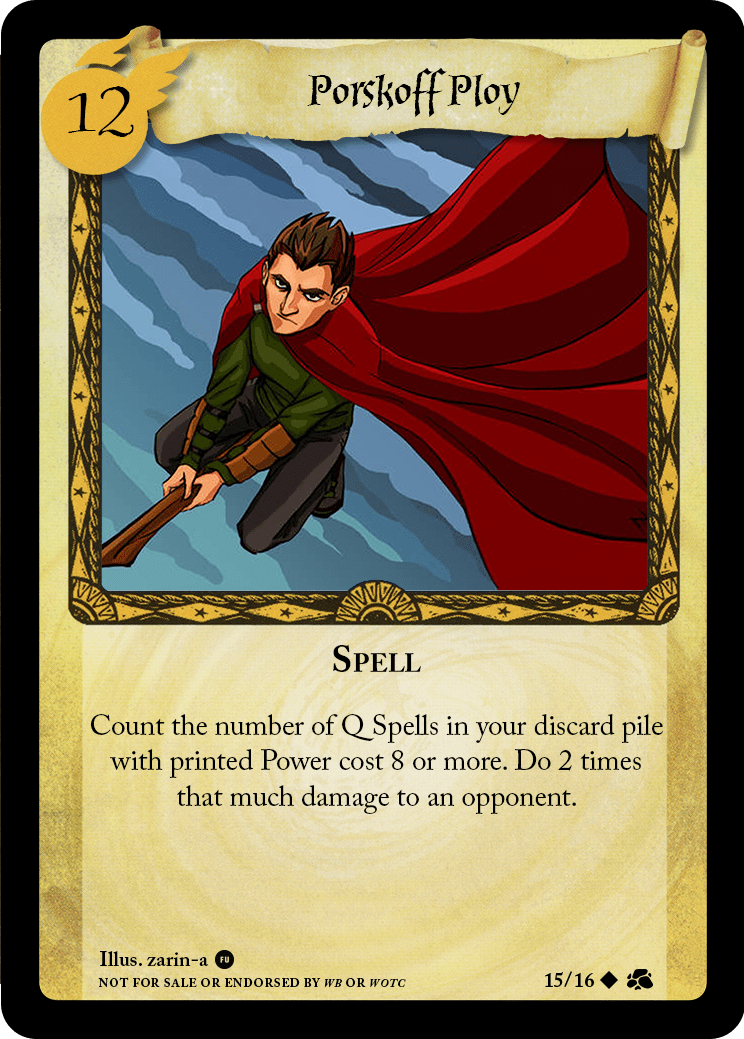 12
Porskoff Ploy
Spell
Count the number of Q Spells in your discard pile
with printed Power cost 8 or more. Do 2 times
that much damage to an opponent.
Illus. zarin-a FU
NOT FOR SALE OR ENDORSED BY WB OR WOTC
15/16